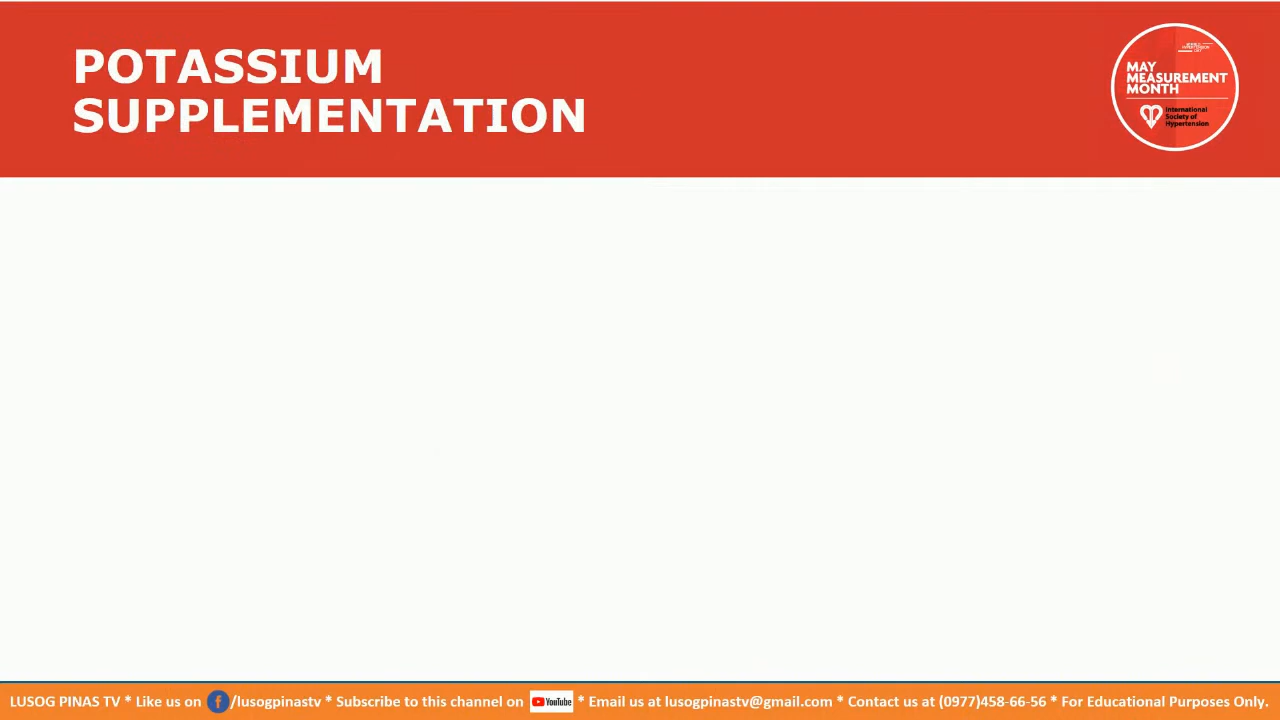 POTASSIUM
SUPPLEMENTATION
MAY
MEASUREMENT
MONTH
International
Society of
Hypertension
LUSOG PINAS TV * Like us on f/lusogpinastv * Subscribe to this channel on YouTube * Email us at lusogpinastv@gmail.com * Contact us at (0977)458-66-56 * For Educational Purposes Only.